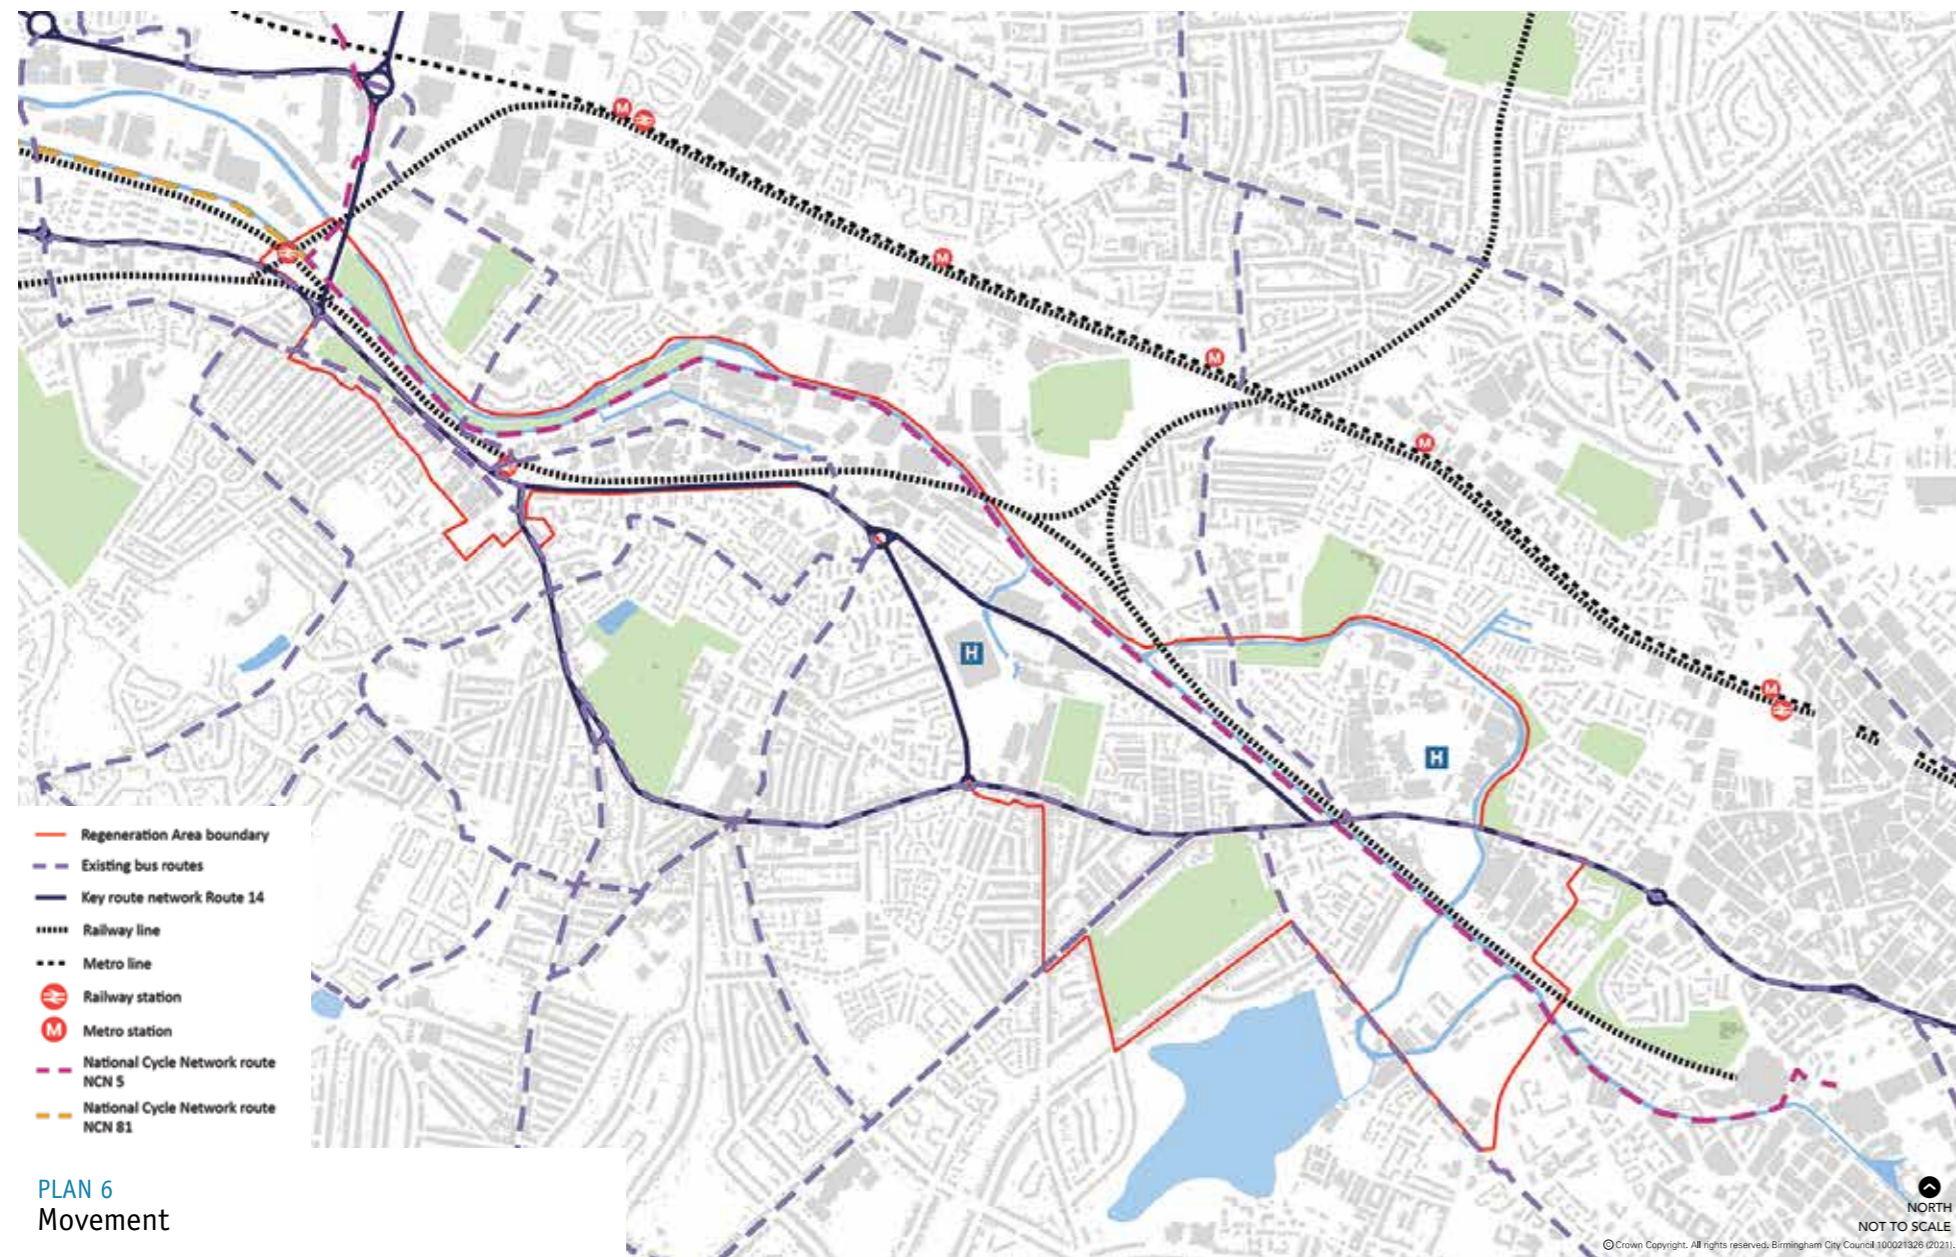 M
M
M
M
M
H
H
M
Regeneration Area boundary
Existing bus routes
Key route network Route 14
Railway line
Metro line
Railway station
M
Metro station
National Cycle Network route
NCN 5
National Cycle Network route
NCN 81
PLAN 6
Movement
NORTH
NOT TO SCALE
© Crown Copyright. All rights reserved. Birmingham City Council 100021326 (2021).